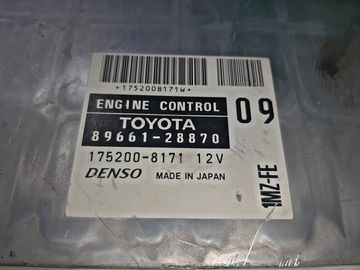 *1752008171W*
ENGINE CONTROL 09
TOYOTA
89661-28870
175200-8171 12V
DENSO MADE IN JAPAN
1MZ-FE